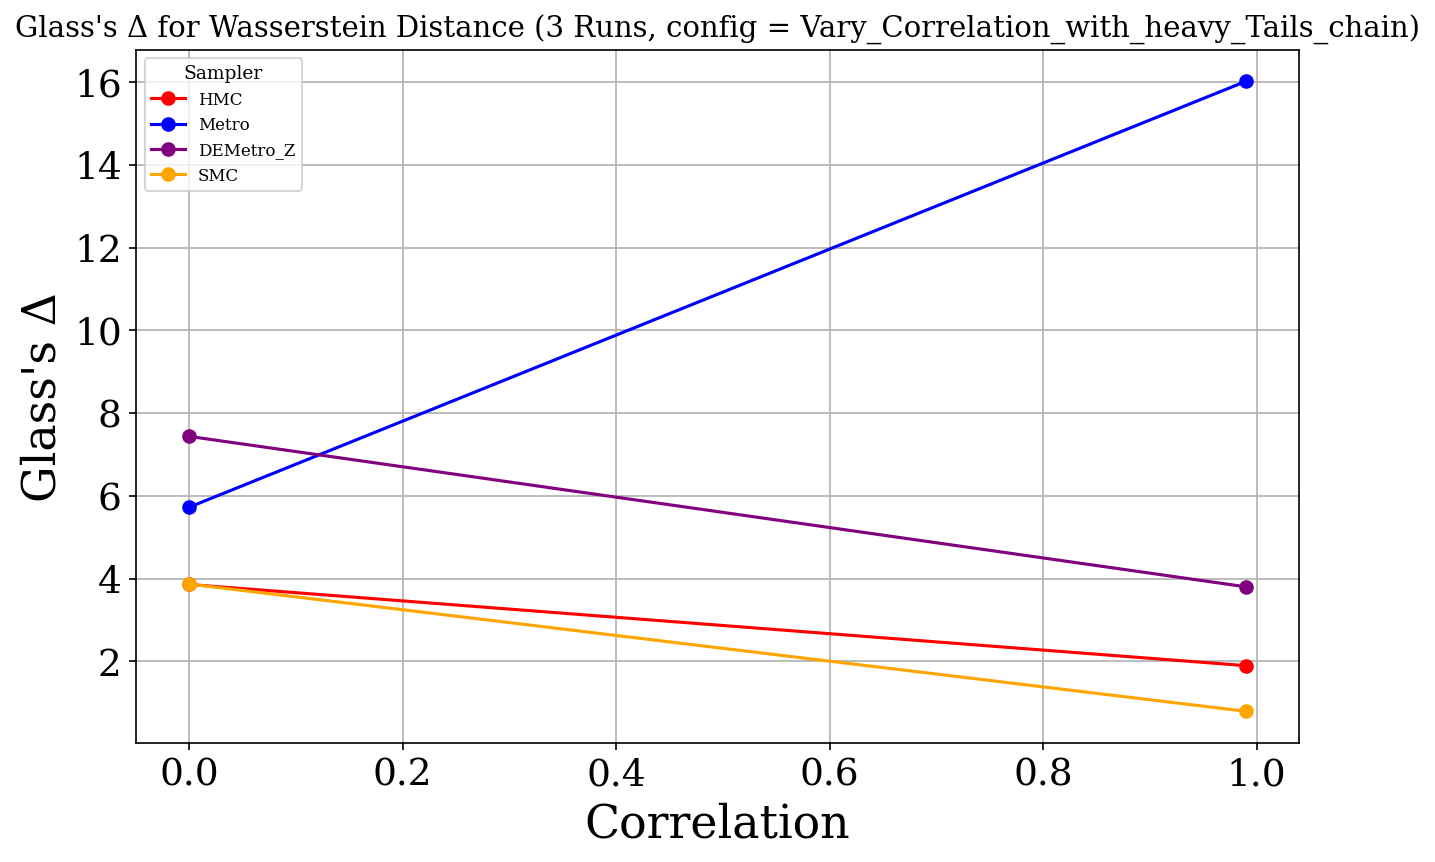 Glass's Δ for Wasserstein Distance (3 Runs, config = Vary_Correlation_with_heavy_Tails_chain)
Sampler
HMC
Metro
DEMetro_Z
SMC
Glass's Δ
16
14
12
10
8
6
4
2
0.0 0.2 0.4 0.6 0.8 1.0
Correlation